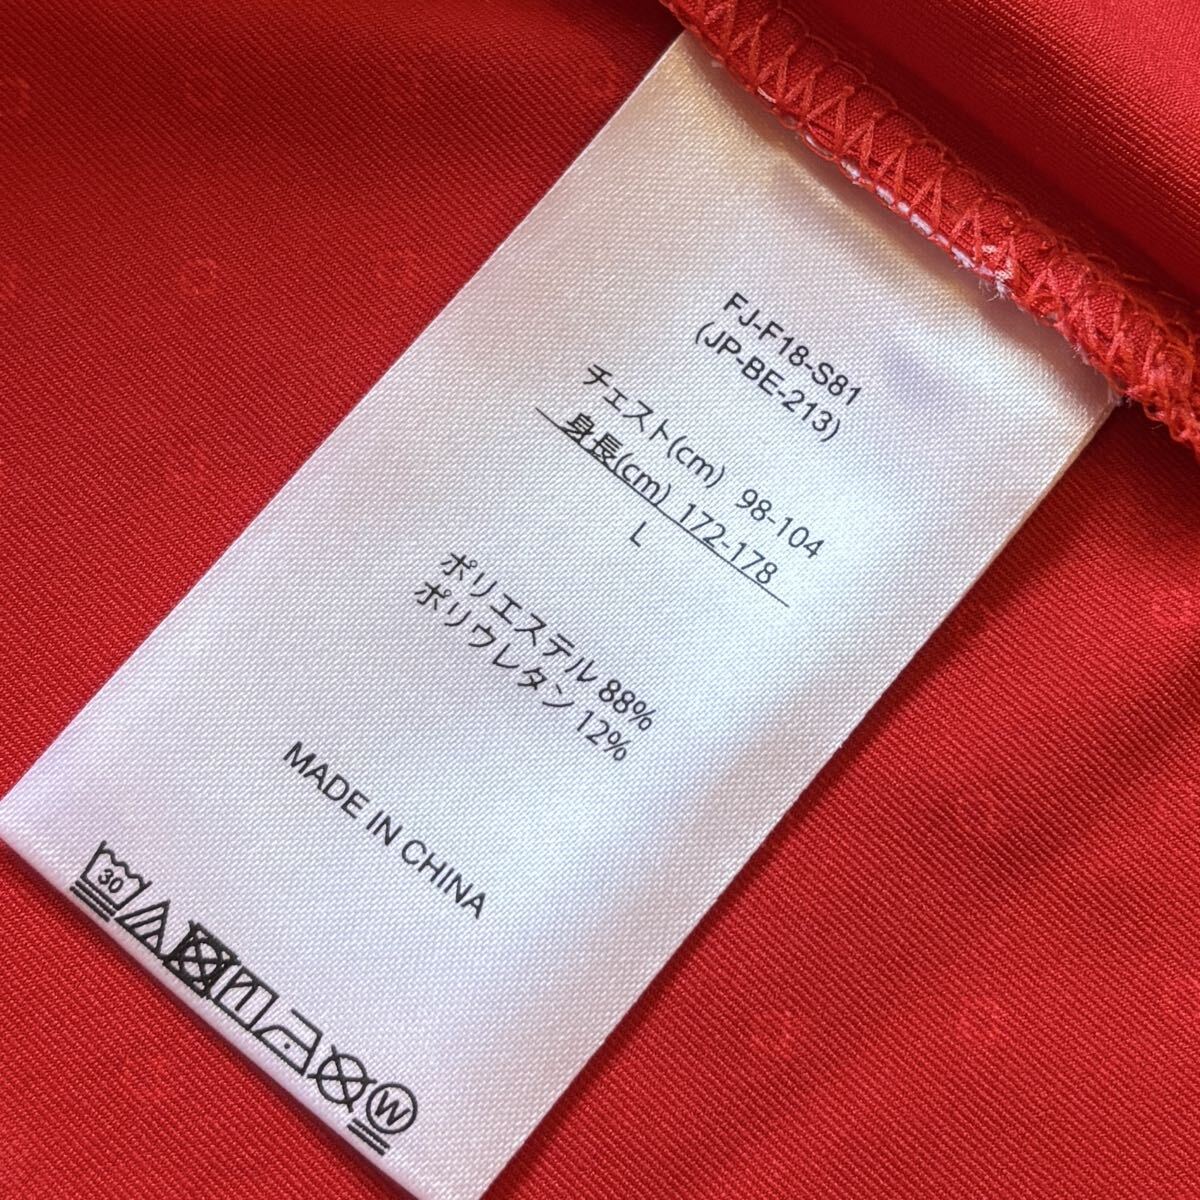 FJ-F18-S81
(JP-BE-213)
チェスト(cm) 98-104
身長(cm) 172-178
L
ポリエステル 88%
ポリウレタン 12%
MADE IN CHINA
30
W